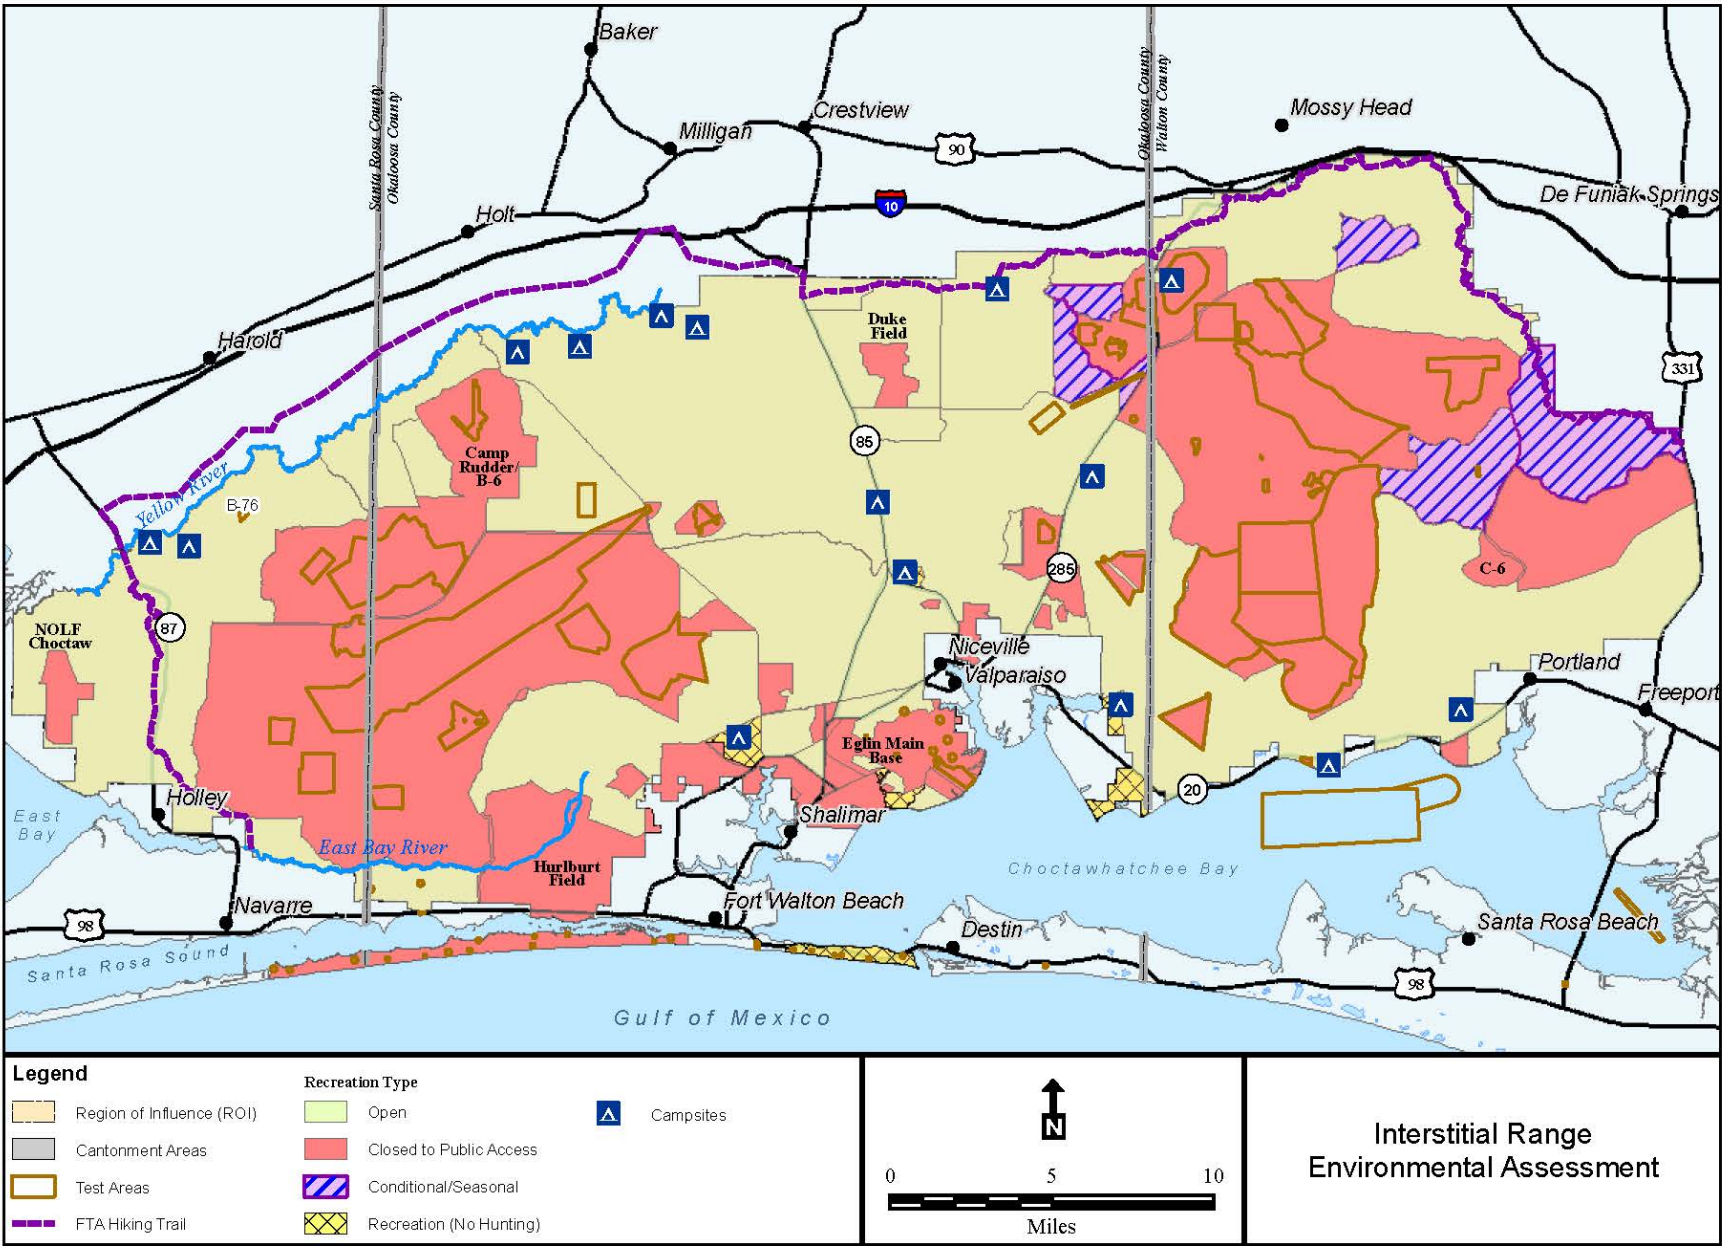 Baker
Santa Rosa County
Okaloosa County
Okaloosa County
Walton County
Crestview
Mossy Head
Milligan
90
De Funiak Springs
10
Holt
Harold
Duke
Field
331
85
Camp
Rudder/
B-6
Yellow River
B-76
285
C-6
NOLF
Choctaw
87
Niceville
Valparaiso
Portland
Freeport
Eglin Main
Base
20
Holley
East
Bay
Shalimar
East Bay River
Hurlburt
Field
Choctawhatchee Bay
Navarre
Fort Walton Beach
98
Destin
Santa Rosa Beach
Santa Rosa Sound
98
Gulf of Mexico
Legend
Region of Influence (ROI)
Cantonment Areas
Test Areas
FTA Hiking Trail
Recreation Type
Open
Closed to Public Access
Conditional/Seasonal
Recreation (No Hunting)
Campsites
N
0 5 10
Miles
Interstitial Range
Environmental Assessment